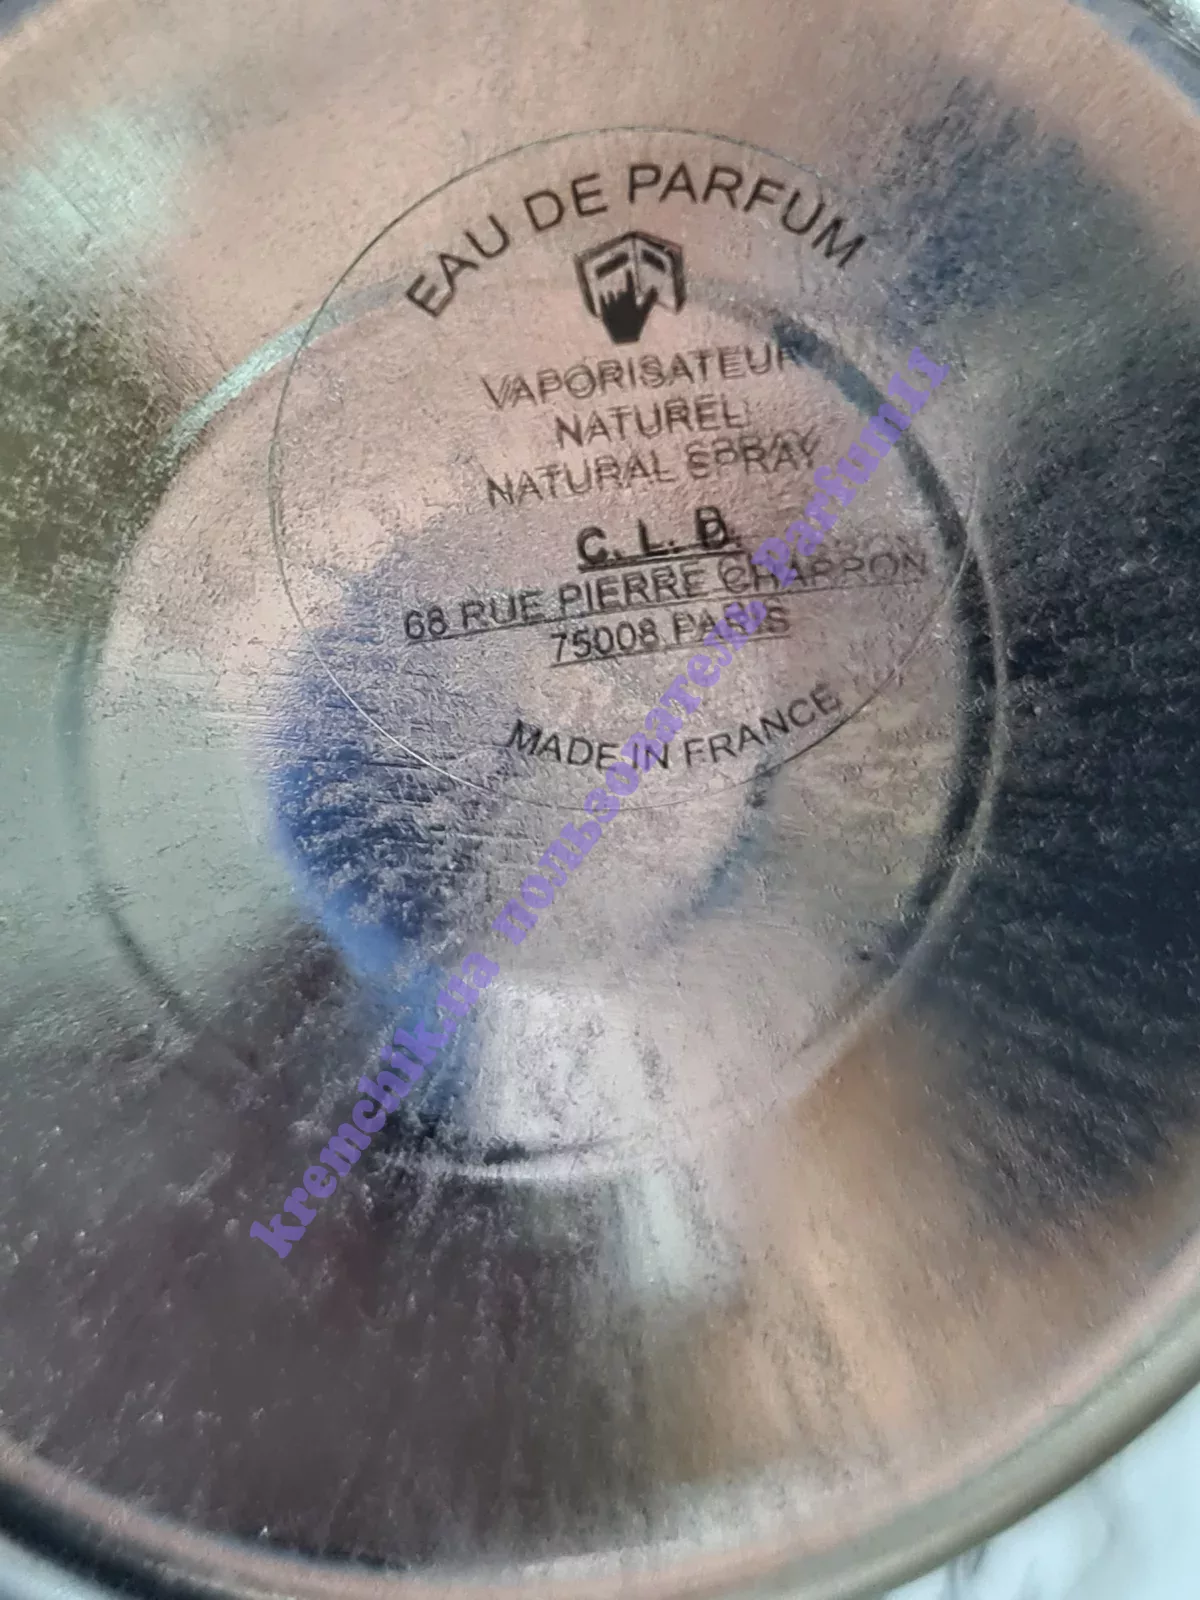 EAU DE PARFUM
VAPORISATEUR
NATUREL
NATURAL SPRAY
C. L. B.
68 RUE PIERRE CHARRON
75008 PARIS
MADE IN FRANCE
kremchik.ua пользователь Parfum11